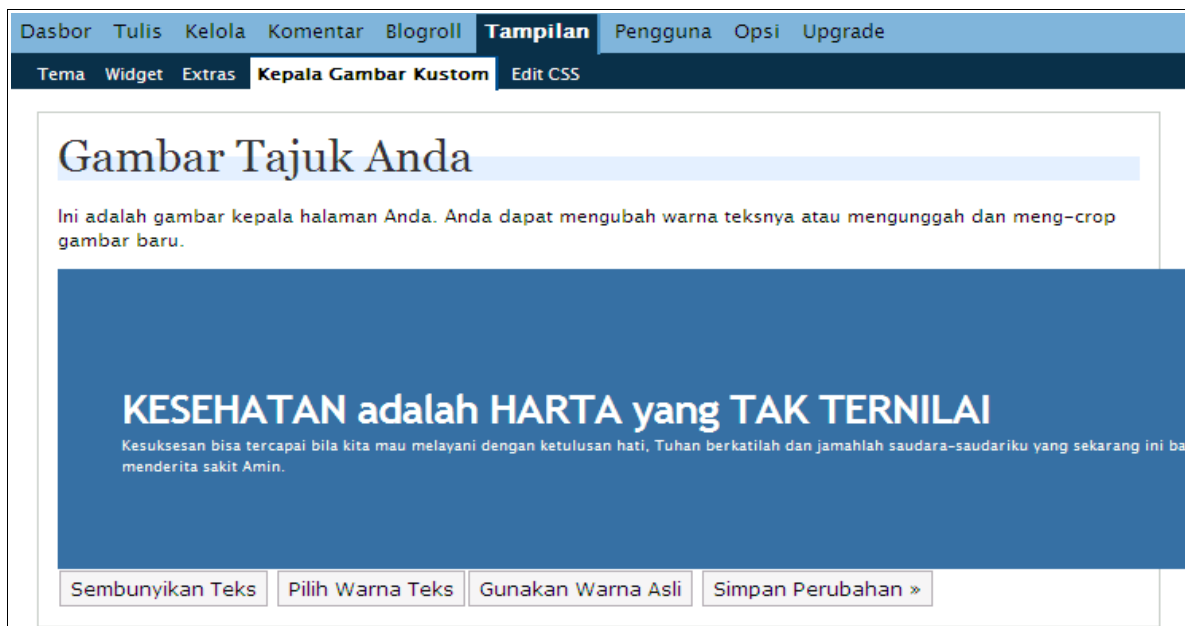 Dasbor Tulis Kelola Komentar Blogroll Tampilan Pengguna Opsi Upgrade
Tema Widget Extras Kepala Gambar Kustom Edit CSS
Gambar Tajuk Anda
Ini adalah gambar kepala halaman Anda. Anda dapat mengubah warna teksnya atau mengunggah dan meng-crop
gambar baru.
KESEHATAN adalah HARTA yang TAK TERNILAI
Kesuksesan bisa tercapai bila kita mau melayani dengan ketulusan hati, Tuhan berkatilah dan jamahlah saudara-saudariku yang sekarang ini ba
menderita sakit Amin.
Sembunyikan Teks Pilih Warna Teks Gunakan Warna Asli Simpan Perubahan »